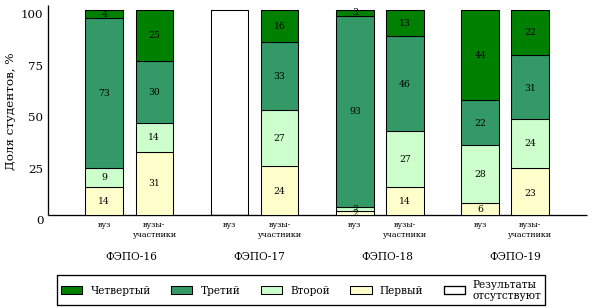 Доля студентов, %
100
75
50
25
0
4
73
9
14
25
30
14
31
16
33
27
24
3
93
2
2
13
46
27
14
44
22
28
6
22
31
24
23
вуз
вузы-
участники
вуз
вузы-
участники
вуз
вузы-
участники
вуз
вузы-
участники
ФЭПО-16
ФЭПО-17
ФЭПО-18
ФЭПО-19
Четвертый
Третий
Второй
Первый
Результаты
отсутствуют